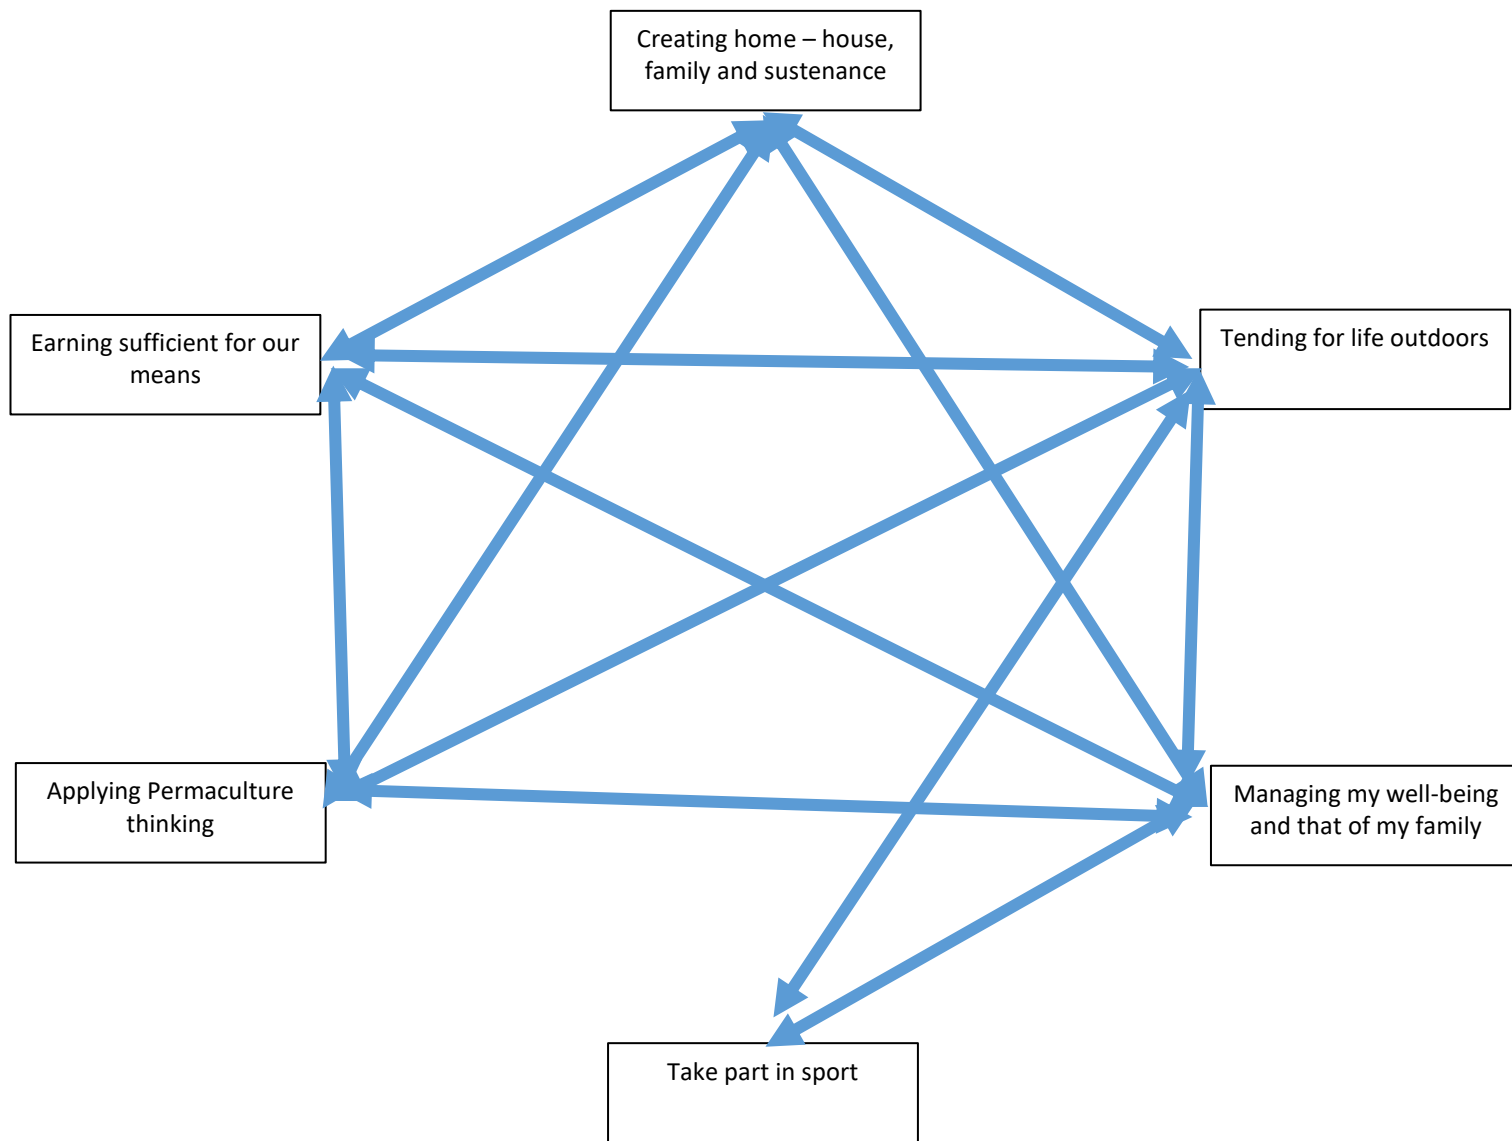 Creating home – house,
family and sustenance
Earning sufficient for our
means
Tending for life outdoors
Applying Permaculture
thinking
Managing my well-being
and that of my family
Take part in sport